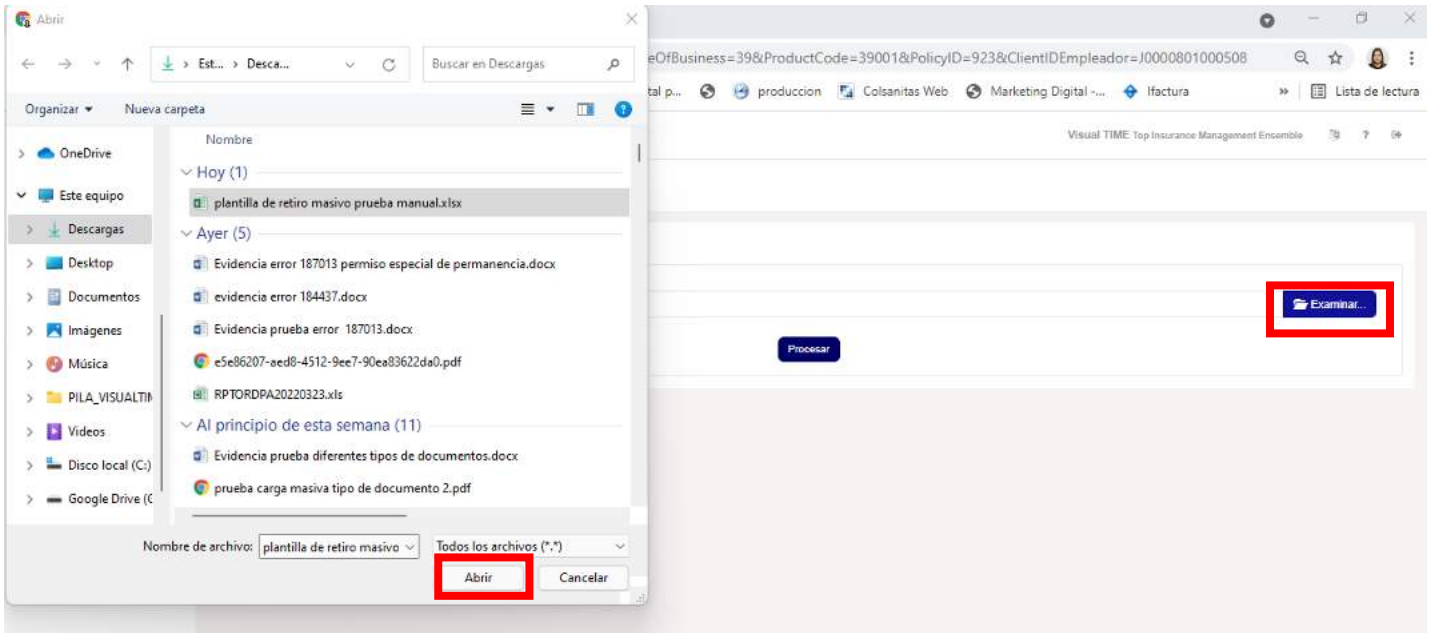 Abrir
Est... > Desca...
Buscar en Descargas
Organizar
Nueva carpeta
OneDrive
Este equipo
Descargas
Desktop
Documentos
Imágenes
Música
PILA_VISUALTIM
Videos
Disco local (C:)
Google Drive (G
Nombre
Hoy (1)
plantilla de retiro masivo prueba manual.xlsx
Ayer (5)
Evidencia error 187013 permiso especial de permanencia.docx
evidencia error 184437.docx
Evidencia prueba error 187013.docx
e5e86207-aed8-4512-9ee7-90ea83622da0.pdf
RPTORDPA20220323.xls
Al principio de esta semana (11)
Evidencia prueba diferentes tipos de documentos.docx
prueba carga masiva tipo de documento 2.pdf
Nombre de archivo:
plantilla de retiro masivo
Todos los archivos (*.*)
Abrir
Cancelar
eOfBusiness=39&ProductCode=39001&PolicyID=923&ClientIDEmpleador=J0000801000508
tal p...
produccion
Colsanitas Web
Marketing Digital -...
Ifactura
»
Lista de lectura
Visual TIME Top Insurance Management Ensemble
?
Examinar...
Procesar